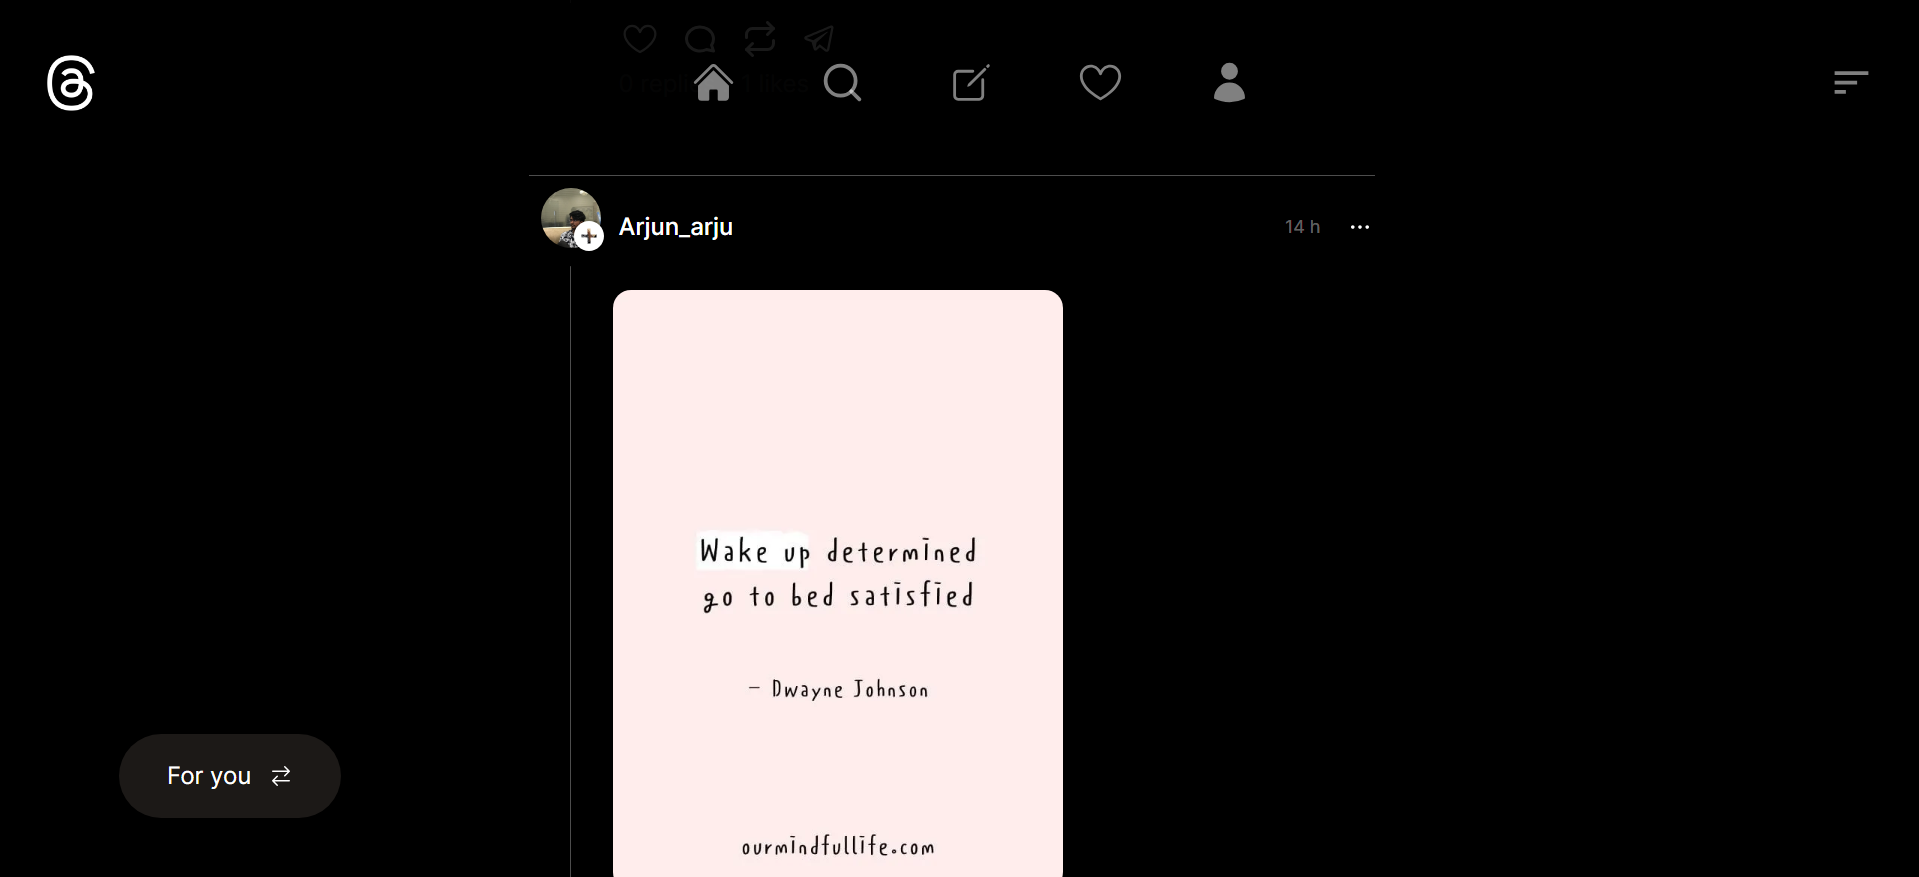 0 replies 1 likes
Arjun_arju
14 h
Wake up determined
go to bed satisfied
– Dwayne Johnson
ourmindfullife.com
For you